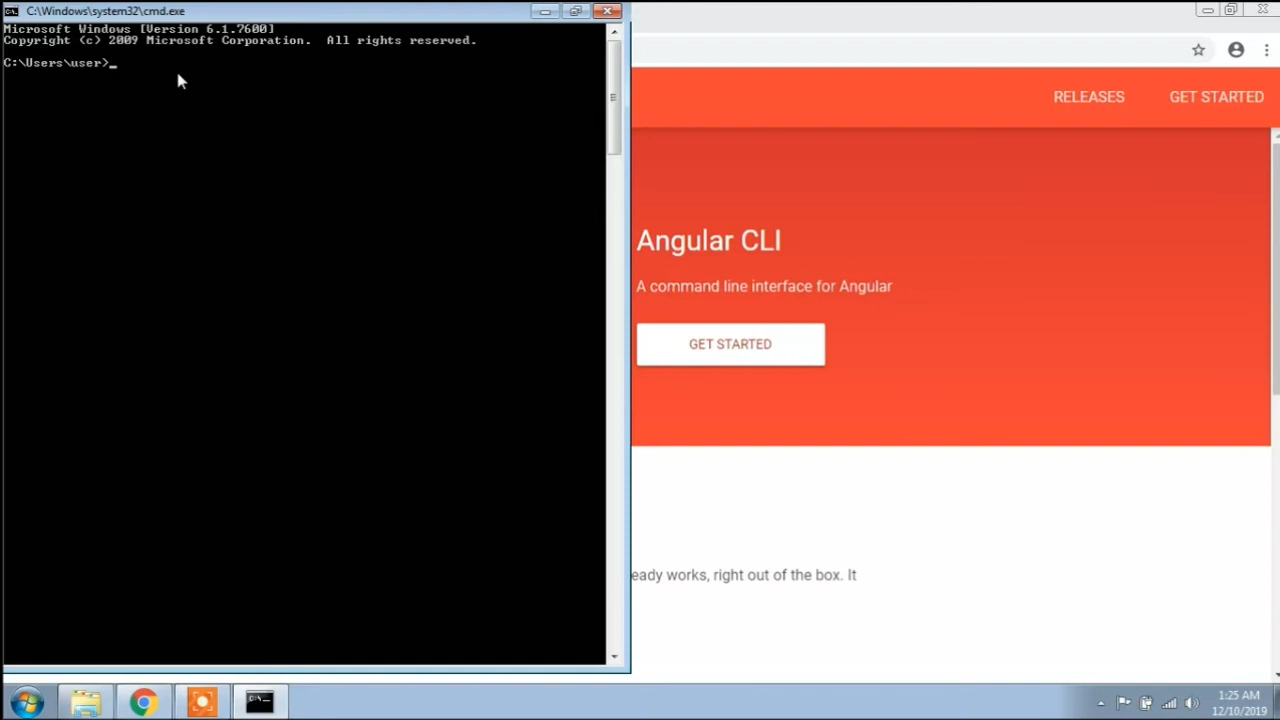 C:\Windows\system32\cmd.exe
Microsoft Windows [Version 6.1.7600]
Copyright (c) 2009 Microsoft Corporation.  All rights reserved.
C:\Users\user>_
RELEASES
GET STARTED
Angular CLI
A command line interface for Angular
GET STARTED
eady works, right out of the box. It
1:25 AM
12/10/2019